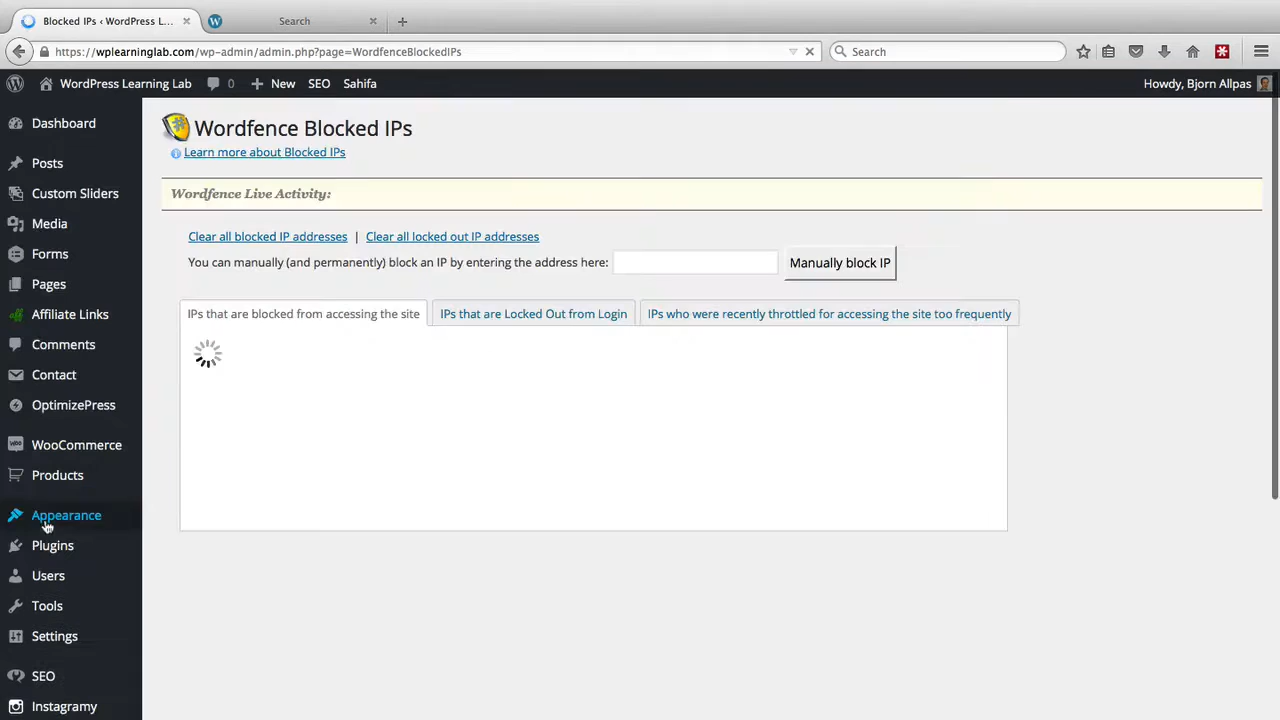 Blocked IPs ‹ WordPress L...
Search
https://wplearninglab.com/wp-admin/admin.php?page=WordfenceBlockedIPs
Search
WordPress Learning Lab
0
New
SEO
Sahifa
Howdy, Bjorn Allpas
Dashboard
Posts
Custom Sliders
Media
Forms
Pages
Affiliate Links
Comments
Contact
OptimizePress
WooCommerce
Products
Appearance
Plugins
Users
Tools
Settings
SEO
Instagramy
Wordfence Blocked IPs
Learn more about Blocked IPs
Wordfence Live Activity:
Clear all blocked IP addresses | Clear all locked out IP addresses
You can manually (and permanently) block an IP by entering the address here:
Manually block IP
IPs that are blocked from accessing the site
IPs that are Locked Out from Login
IPs who were recently throttled for accessing the site too frequently